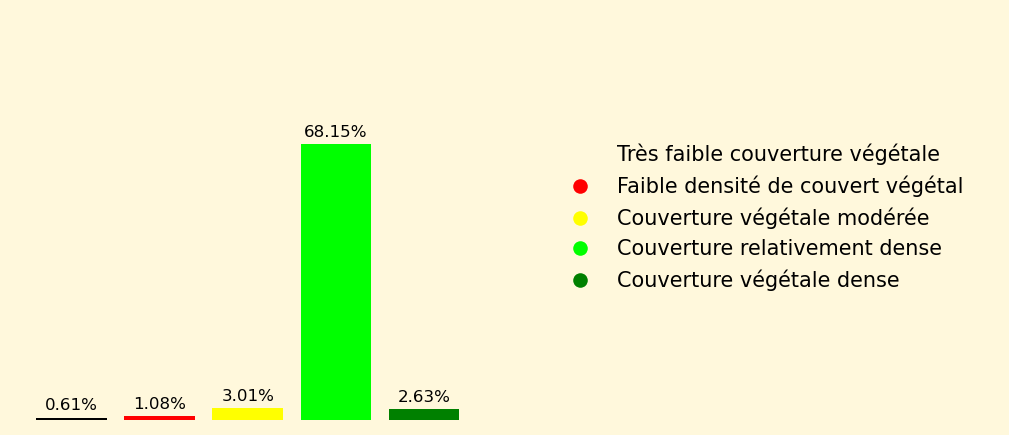 68.15%
0.61%
1.08%
3.01%
2.63%
Très faible couverture végétale
Faible densité de couvert végétal
Couverture végétale modérée
Couverture relativement dense
Couverture végétale dense